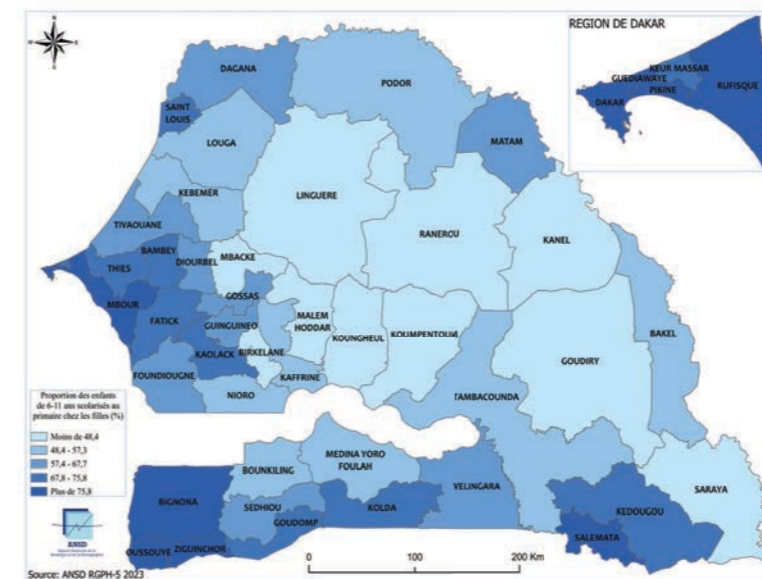 REGION DE DAKAR
KEUR MASSAR
GUEDIAWAYE
PIKINE
RUFISQUE
DAKAR
DAGANA
PODOR
SAINT
LOUIS
MATAM
LOUGA
LINGUERE
KEBEMER
RANEROU
KANEL
TIVAOUANE
BAMBEY
MBACKE
DIOURBEL
THIES
GOSSAS
MBOUR
FATICK
MALEM
HODDAR
GUINGUINEO
KOUNGHEUL
KOUMPENTOUM
BAKEL
GOUDIRY
KAOLACK
BIRKELANE
FOUNDIOUGNE
KAFFRINE
NIORO
TAMBACOUNDA
Proportion des enfants
de 6-11 ans scolarisés au
primaire chez les filles (%)
Moins de 48,4
48,4 - 57,3
57,4 - 67,7
67,8 - 75,8
Plus de 75,8
MEDINA YORO
FOULAH
BOUNKILING
VELINGARA
SARAYA
BIGNONA
SEDHIOU
KOLDA
KEDOUGOU
GOUDOMP
SALEMATA
OUSSOUYE
ZIGUINCHOR
ANSD
0 100 200 Km
Source: ANSD RGPH-5 2023